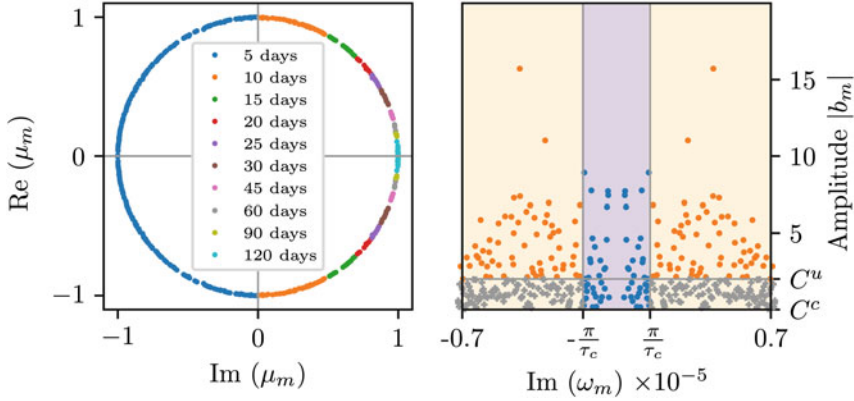 1
0
−1
Re (μₘ)
−1
0
1
Im (μₘ)
5 days
10 days
15 days
20 days
25 days
30 days
45 days
60 days
90 days
120 days
15
10
5
Cᵘ
Cᶜ
Amplitude |bₘ|
-0.7
-π/τ_c
π/τ_c
0.7
Im (ωₘ) ×10⁻⁵